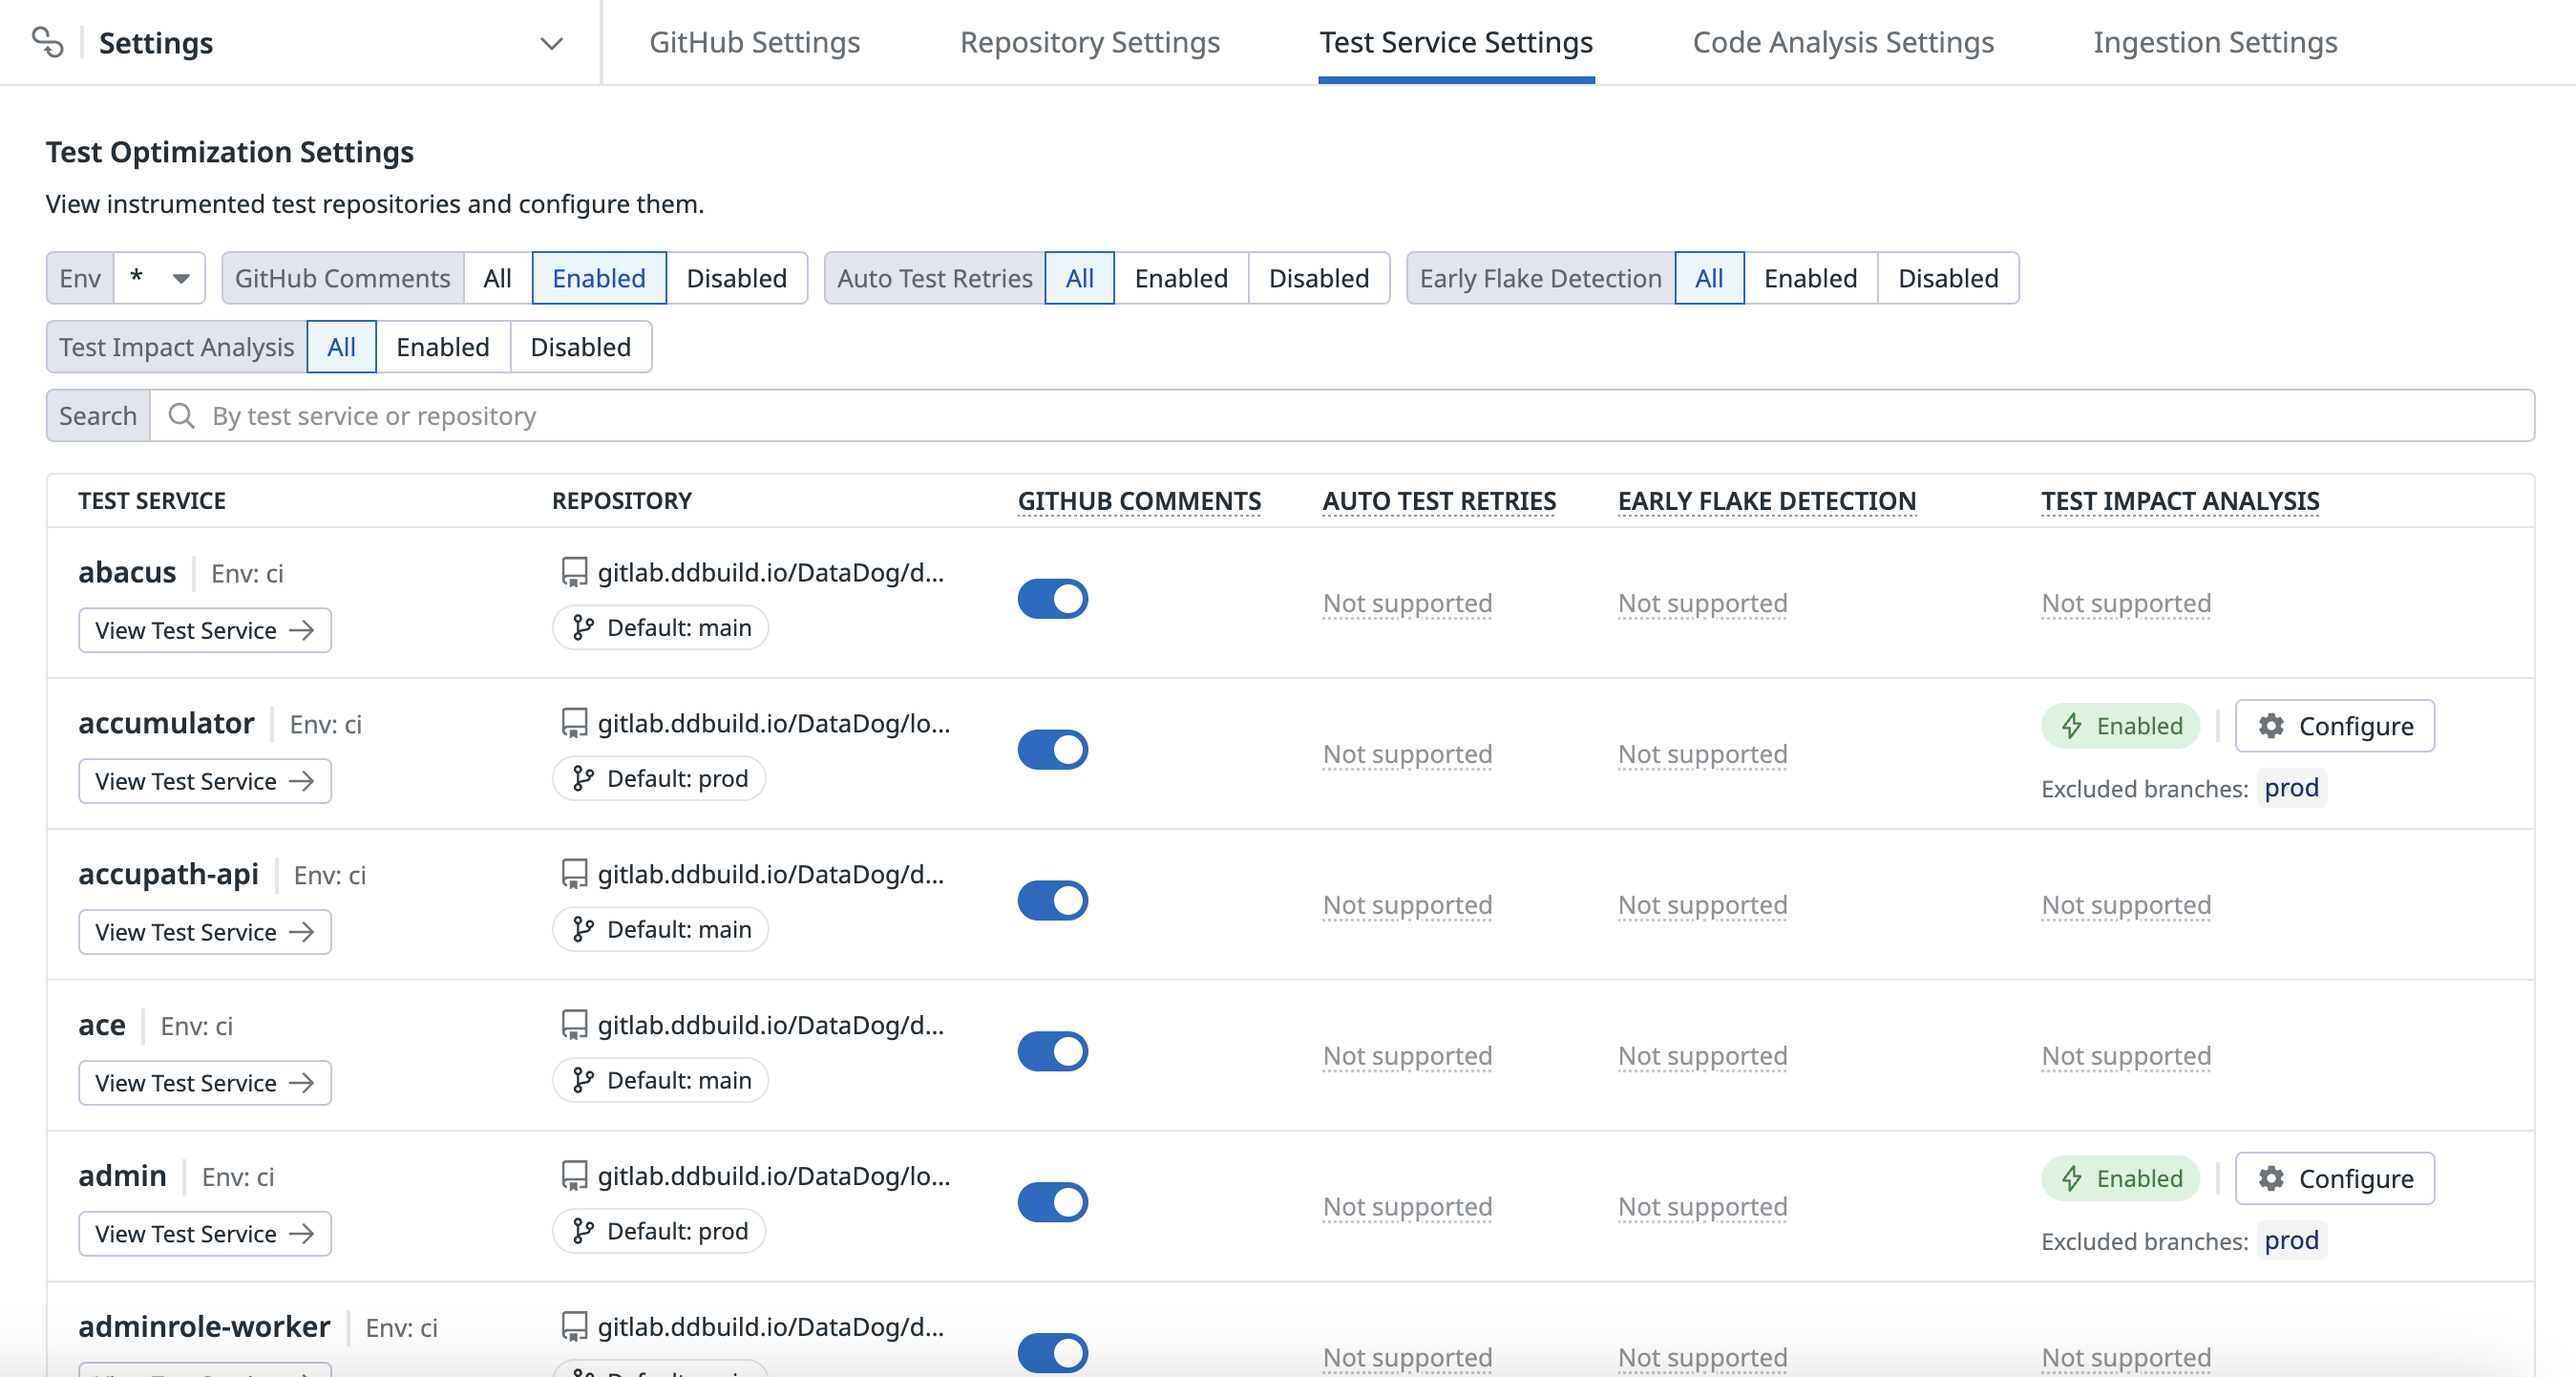 Settings
GitHub Settings
Repository Settings
Test Service Settings
Code Analysis Settings
Ingestion Settings
Test Optimization Settings
View instrumented test repositories and configure them.
Env * GitHub Comments All Enabled Disabled Auto Test Retries All Enabled Disabled Early Flake Detection All Enabled Disabled
Test Impact Analysis All Enabled Disabled
Search By test service or repository
TEST SERVICE REPOSITORY GITHUB COMMENTS AUTO TEST RETRIES EARLY FLAKE DETECTION TEST IMPACT ANALYSIS
abacus Env: ci gitlab.ddbuild.io/DataDog/d...
Not supported Not supported Not supported
View Test Service Default: main
accumulator Env: ci gitlab.ddbuild.io/DataDog/lo... Enabled Configure
Not supported Not supported
View Test Service Default: prod Excluded branches: prod
accupath-api Env: ci gitlab.ddbuild.io/DataDog/d...
Not supported Not supported Not supported
View Test Service Default: main
ace Env: ci gitlab.ddbuild.io/DataDog/d...
Not supported Not supported Not supported
View Test Service Default: main
admin Env: ci gitlab.ddbuild.io/DataDog/lo... Enabled Configure
Not supported Not supported
View Test Service Default: prod Excluded branches: prod
adminrole-worker Env: ci gitlab.ddbuild.io/DataDog/d...
Not supported Not supported Not supported